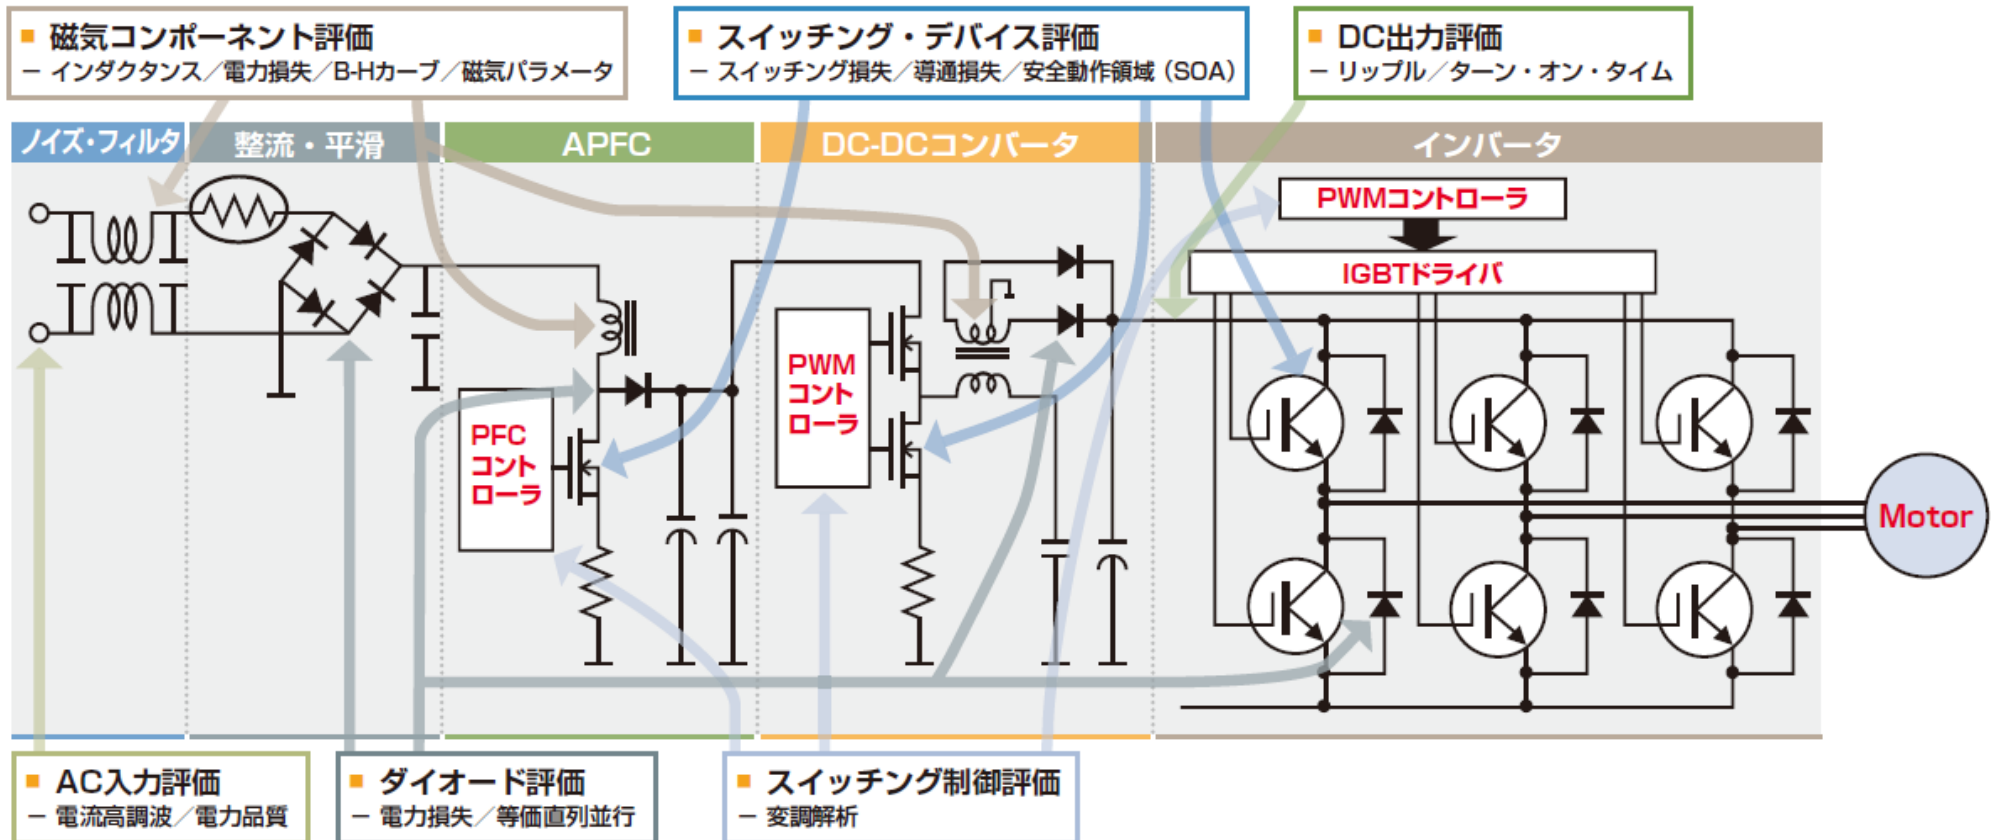 ■ 磁気コンポーネント評価
－ インダクタンス／電力損失／B-Hカーブ／磁気パラメータ
■ スイッチング・デバイス評価
－ スイッチング損失／導通損失／安全動作領域（SOA）
■ DC出力評価
－ リップル／ターン・オン・タイム
ノイズ・フィルタ
整流・平滑
APFC
DC-DCコンバータ
インバータ
PWMコントローラ
IGBTドライバ
PWM
コント
ローラ
PFC
コント
ローラ
Motor
■ AC入力評価
－ 電流高調波／電力品質
■ ダイオード評価
－ 電力損失／等価直列並行
■ スイッチング制御評価
－ 変調解析